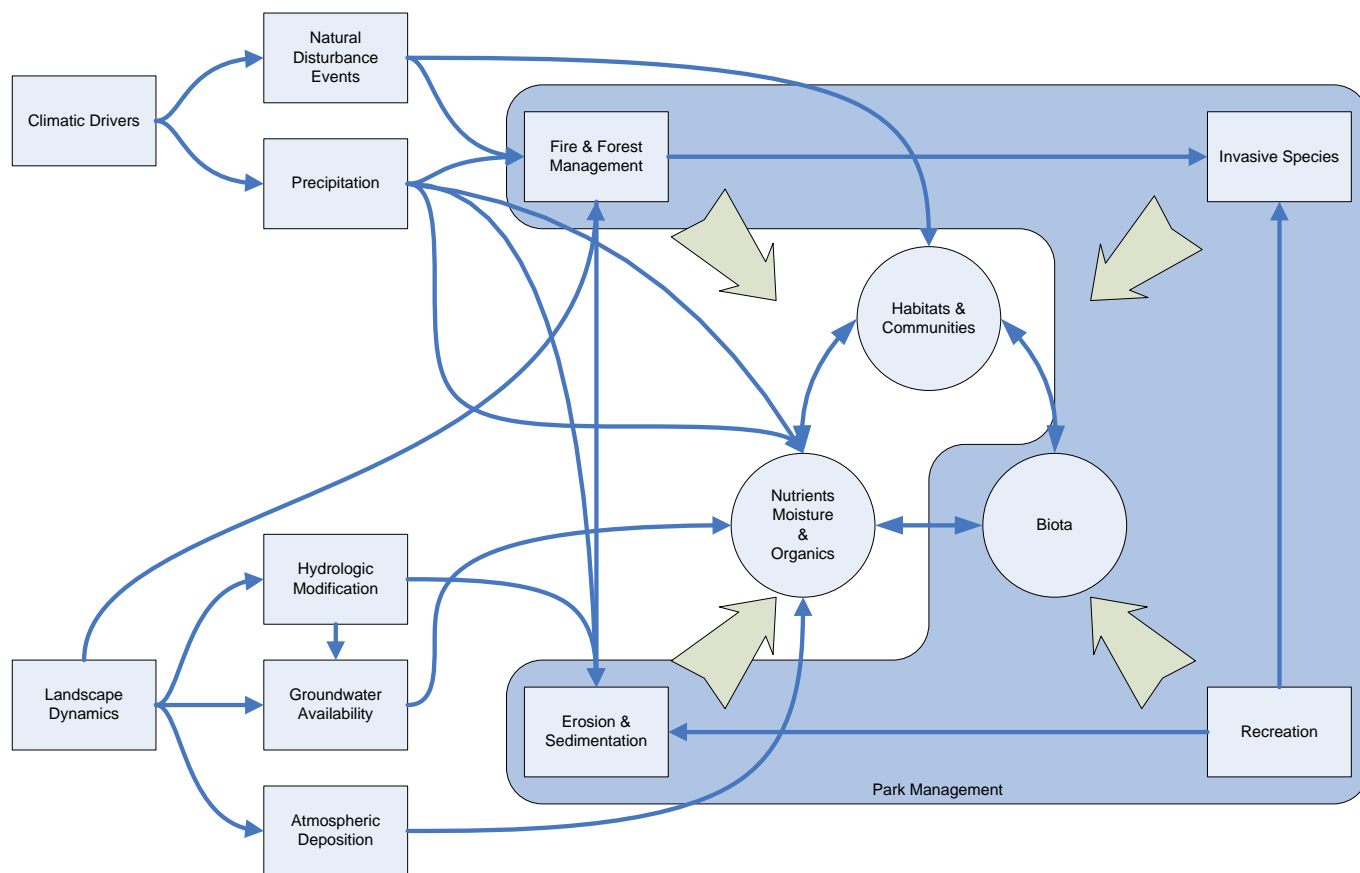 Natural
Disturbance
Events
Climatic Drivers
Precipitation
Fire & Forest
Management
Invasive Species
Habitats &
Communities
Nutrients
Moisture
&
Organics
Biota
Hydrologic
Modification
Landscape
Dynamics
Groundwater
Availability
Erosion &
Sedimentation
Recreation
Park Management
Atmospheric
Deposition